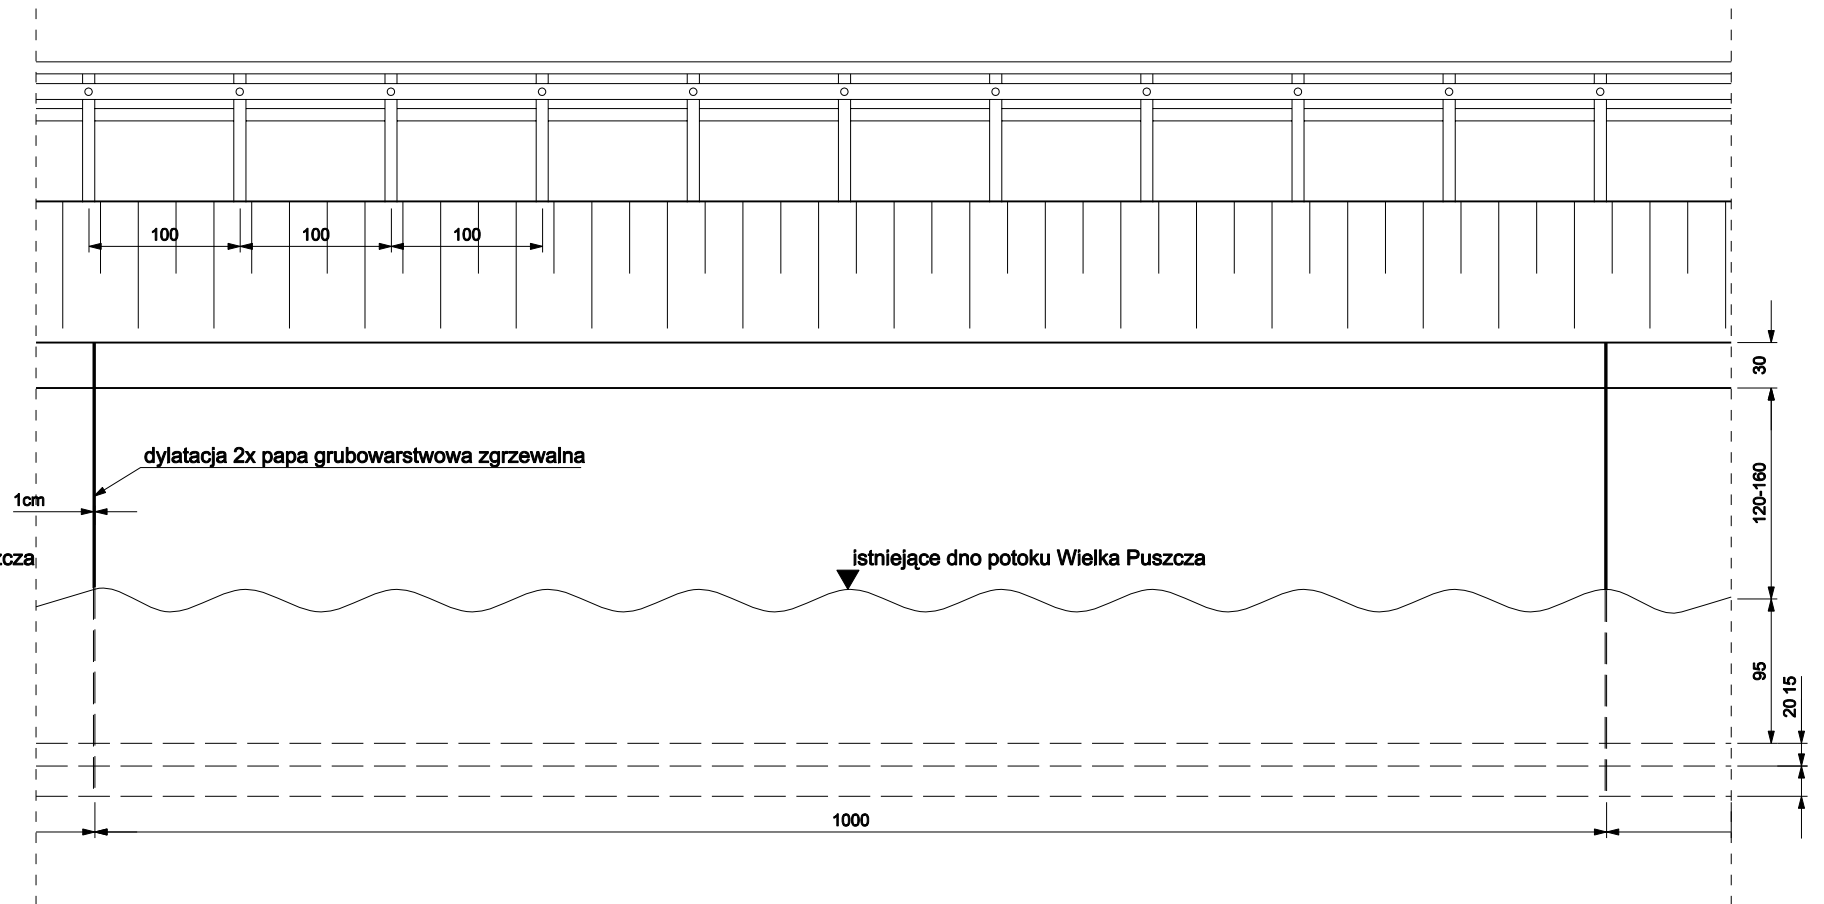 100 100 100
30
dylatacja 2x papa grubowarstwowa zgrzewalna
120-160
1cm
zcza
istniejące dno potoku Wielka Puszcza
95
20 15
1000